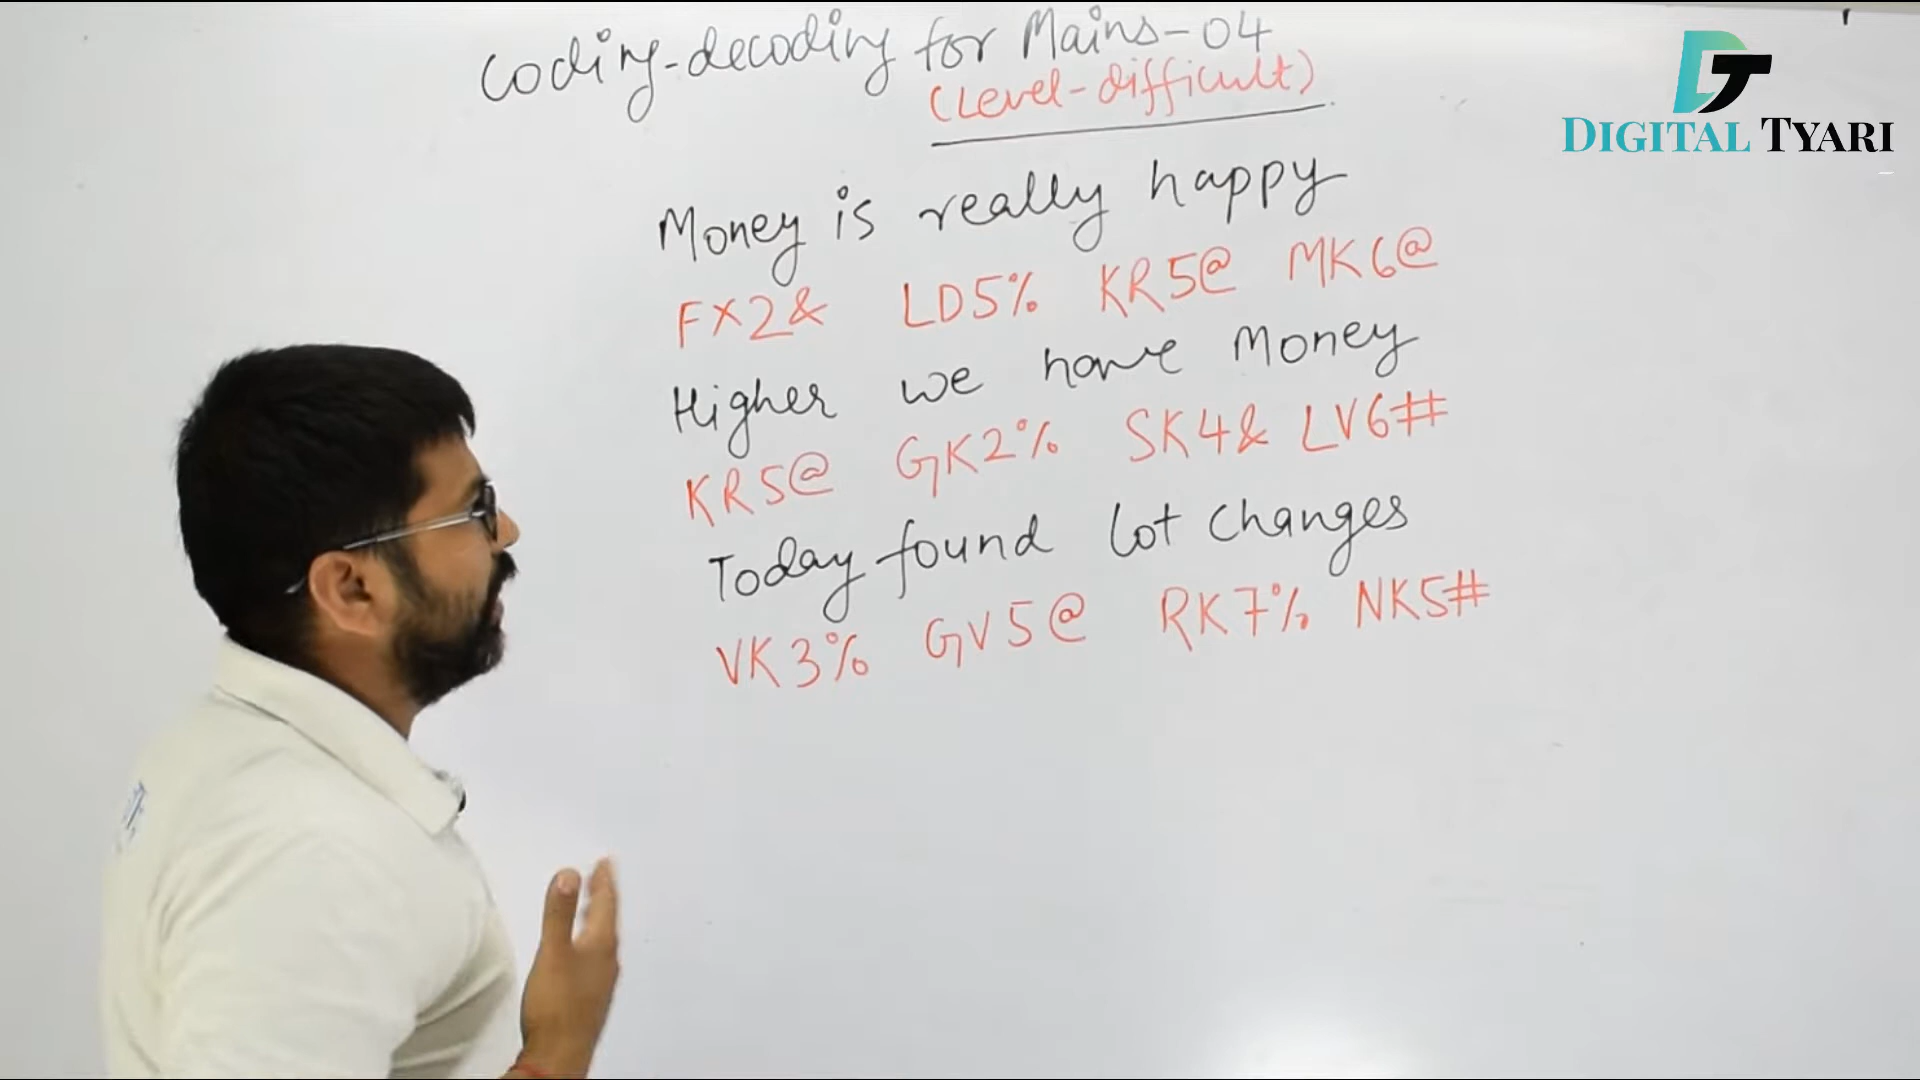 Coding-decoding for Mains-04
(Level-difficult)
DIGITAL TYARI
Money is really happy
FX2& LD5% KR5@ MK6@
Higher we have Money
KR5@ GK2% SK4& LV6#
Today found lot changes
VK3% GV5@ RK7% NK5#